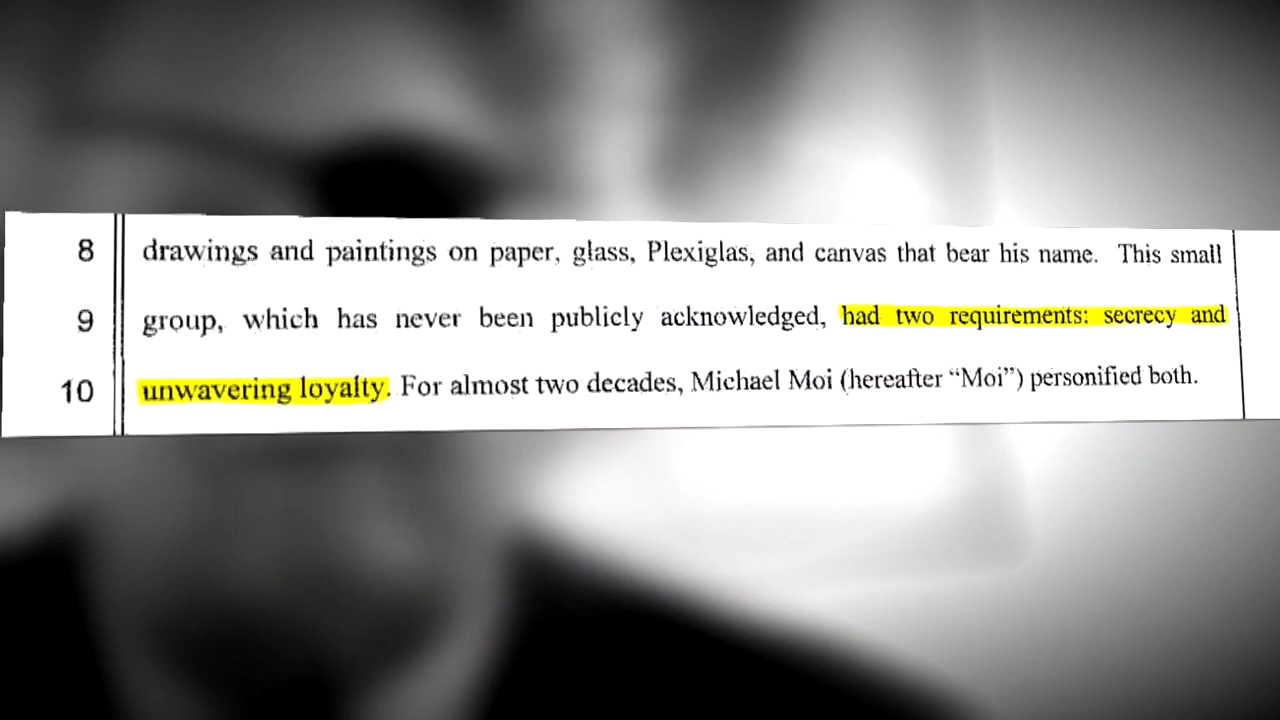 8 drawings and paintings on paper, glass, Plexiglas, and canvas that bear his name. This small
9 group, which has never been publicly acknowledged, had two requirements: secrecy and
10 unwavering loyalty. For almost two decades, Michael Moi (hereafter “Moi”) personified both.